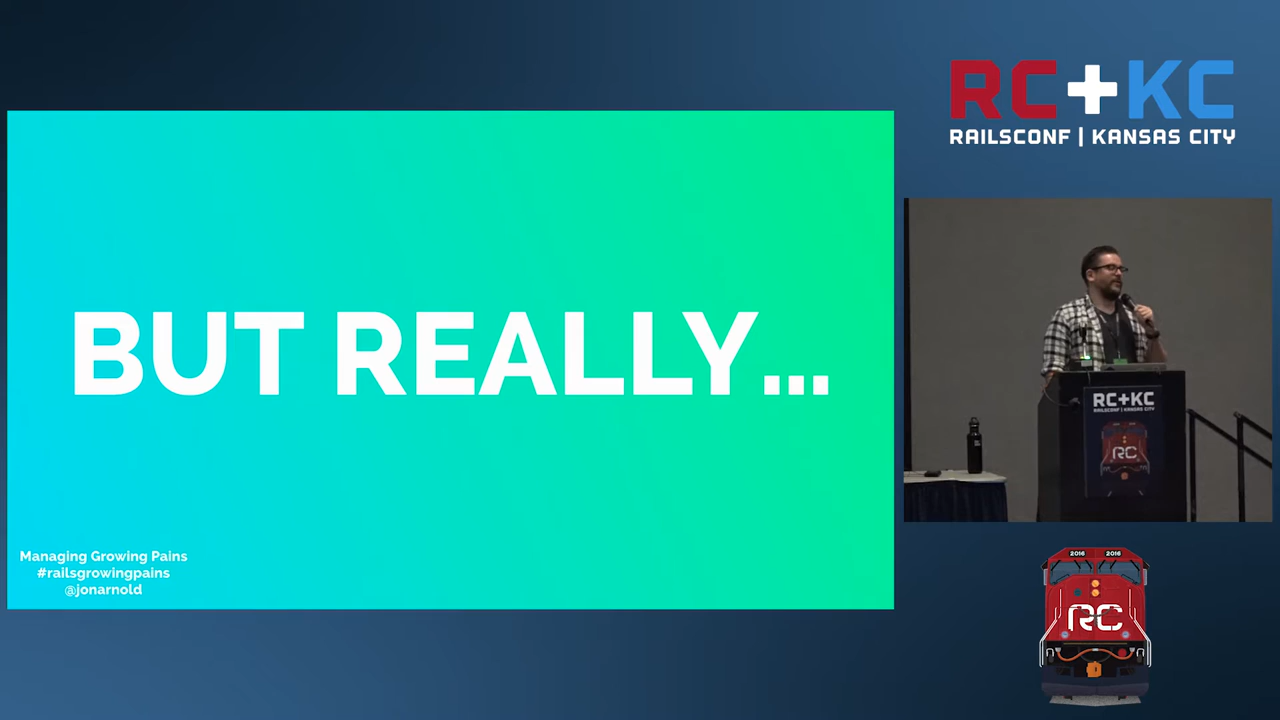 RC+KC
RAILSCONF | KANSAS CITY
BUT REALLY...
Managing Growing Pains
#railsgrowingpains
@jonarnold
RC+KC
RAILSCONF | KANSAS CITY
RC
2016 2016
RC